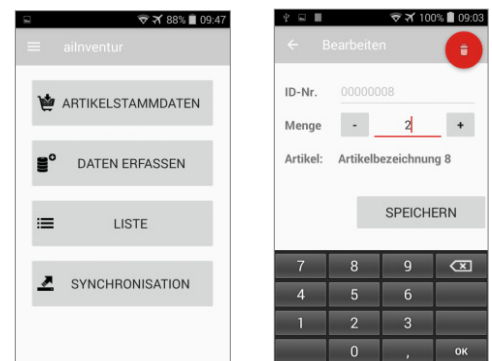 88% 09:47
aiInventur
ARTIKELSTAMMDATEN
DATEN ERFASSEN
LISTE
SYNCHRONISATION
100% 09:03
Bearbeiten
ID-Nr. 00000008
Menge - 2 +
Artikel: Artikelbezeichnung 8
SPEICHERN
7 8 9
4 5 6
1 2 3
0 , OK